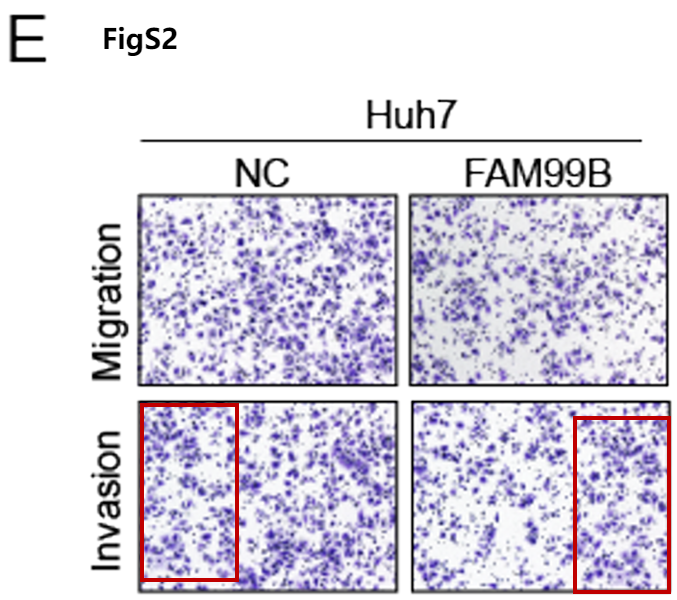 E FigS2
Huh7
NC FAM99B
Migration
Invasion